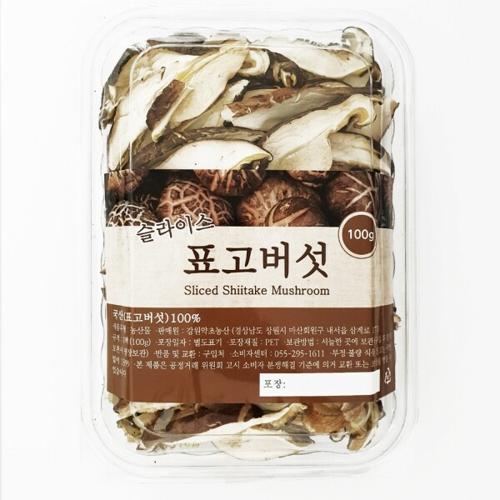 슬라이스
100g
표고버섯
Sliced Shiitake Mushroom
국산(표고버섯)100%
농산물 ·판매원 : 강원약초농산 (경상남도 창원시 마산회원구 내서읍 삼계로
(100g) ·포장일자 : 별도표기 ·포장재질 : PET ·보관방법 : 서늘한 곳에
·반품 및 교환 : 구입처 ·소비자센터 : 055-295-1611 ·부정·불량
·본 제품은 공정거래 위원회 고시 소비자 분쟁해결 기준에 의거 교환 또는
포장: